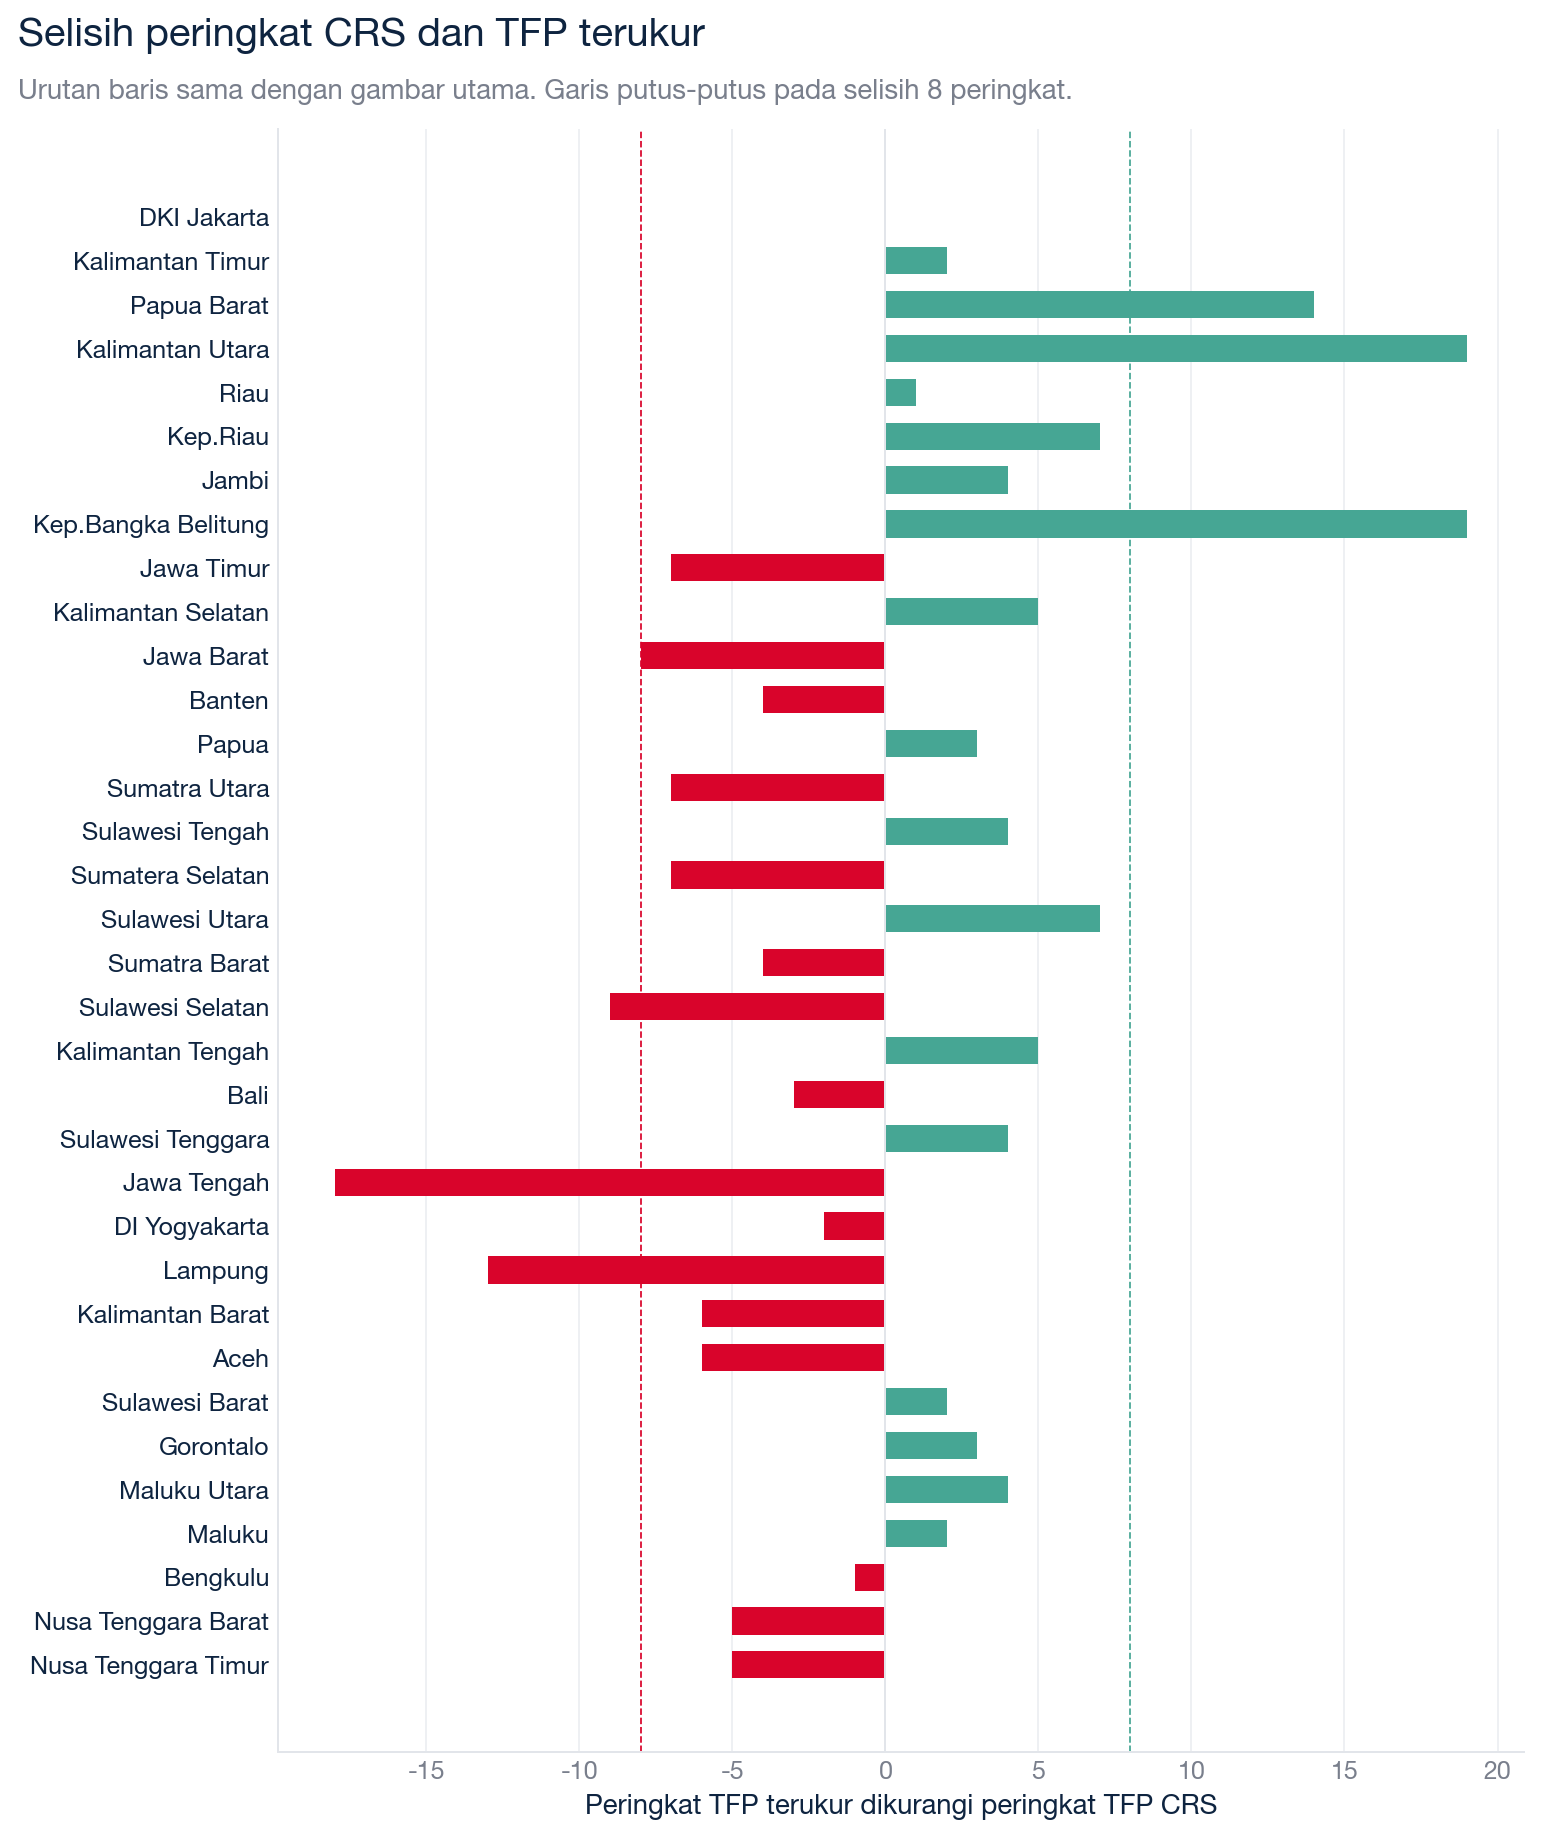 Selisih peringkat CRS dan TFP terukur
Urutan baris sama dengan gambar utama. Garis putus-putus pada selisih 8 peringkat.
DKI Jakarta
Kalimantan Timur
Papua Barat
Kalimantan Utara
Riau
Kep.Riau
Jambi
Kep.Bangka Belitung
Jawa Timur
Kalimantan Selatan
Jawa Barat
Banten
Papua
Sumatra Utara
Sulawesi Tengah
Sumatera Selatan
Sulawesi Utara
Sumatra Barat
Sulawesi Selatan
Kalimantan Tengah
Bali
Sulawesi Tenggara
Jawa Tengah
DI Yogyakarta
Lampung
Kalimantan Barat
Aceh
Sulawesi Barat
Gorontalo
Maluku Utara
Maluku
Bengkulu
Nusa Tenggara Barat
Nusa Tenggara Timur
-15 -10 -5 0 5 10 15 20
Peringkat TFP terukur dikurangi peringkat TFP CRS